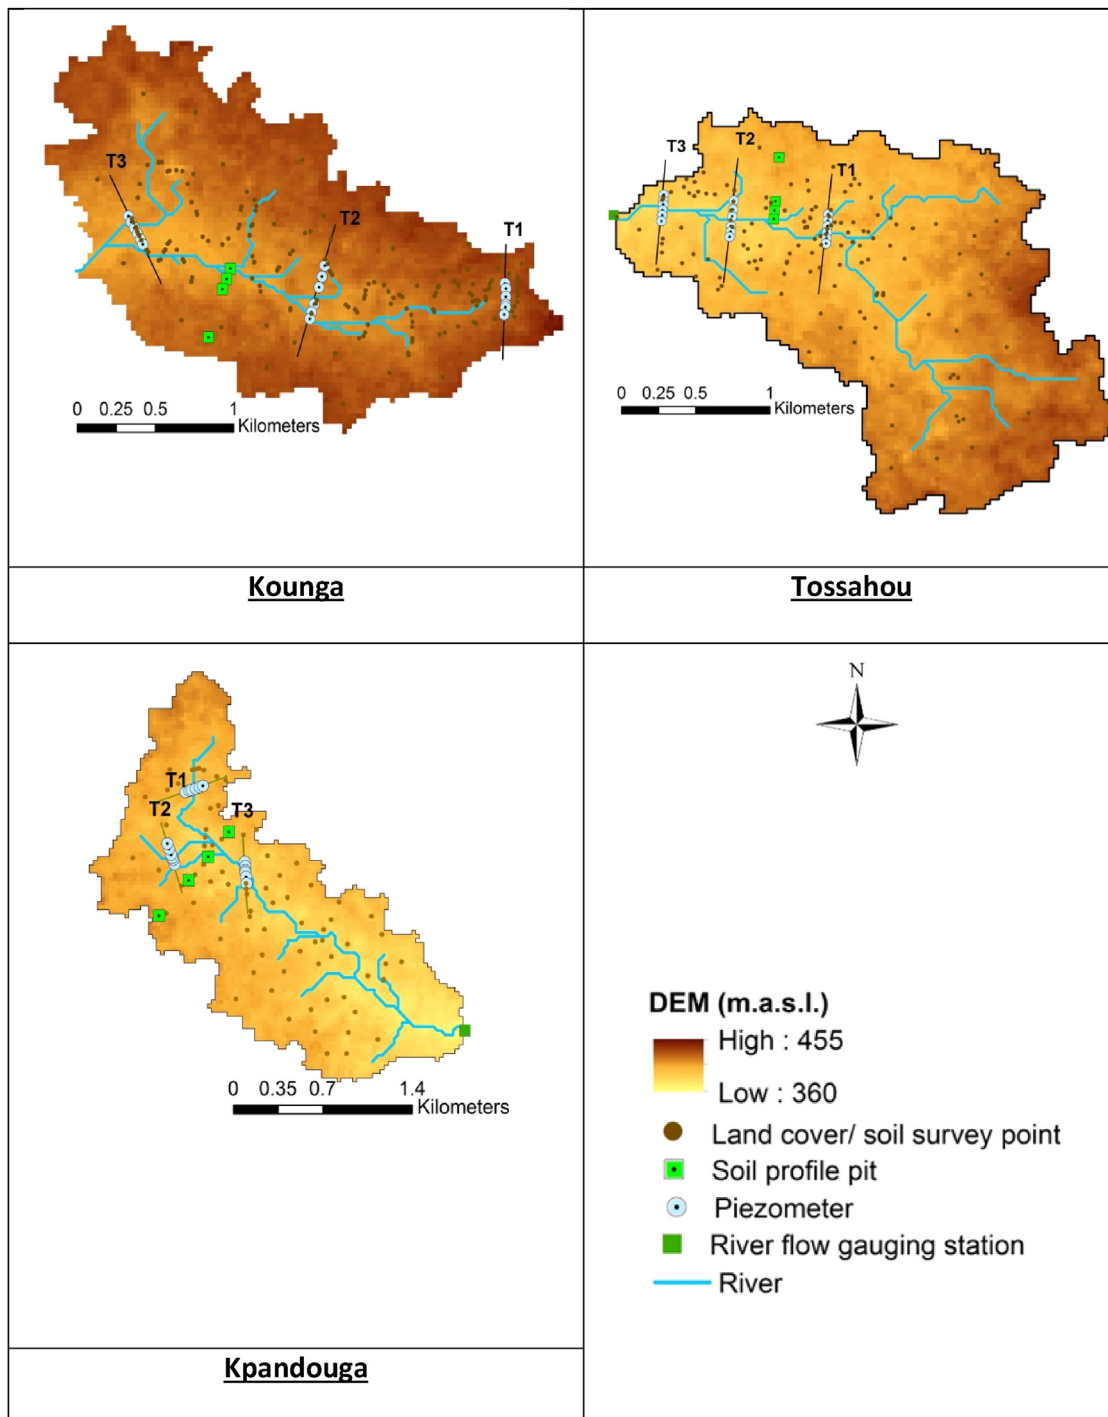 T3
T2
T1
0 0.25 0.5 1
Kilometers
T3
T2
T1
0 0.25 0.5 1
Kilometers
Kounga
Tossahou
T1
T2
T3
0 0.35 0.7 1.4
Kilometers
N
DEM (m.a.s.l.)
High : 455
Low : 360
Land cover/ soil survey point
Soil profile pit
Piezometer
River flow gauging station
River
Kpandouga